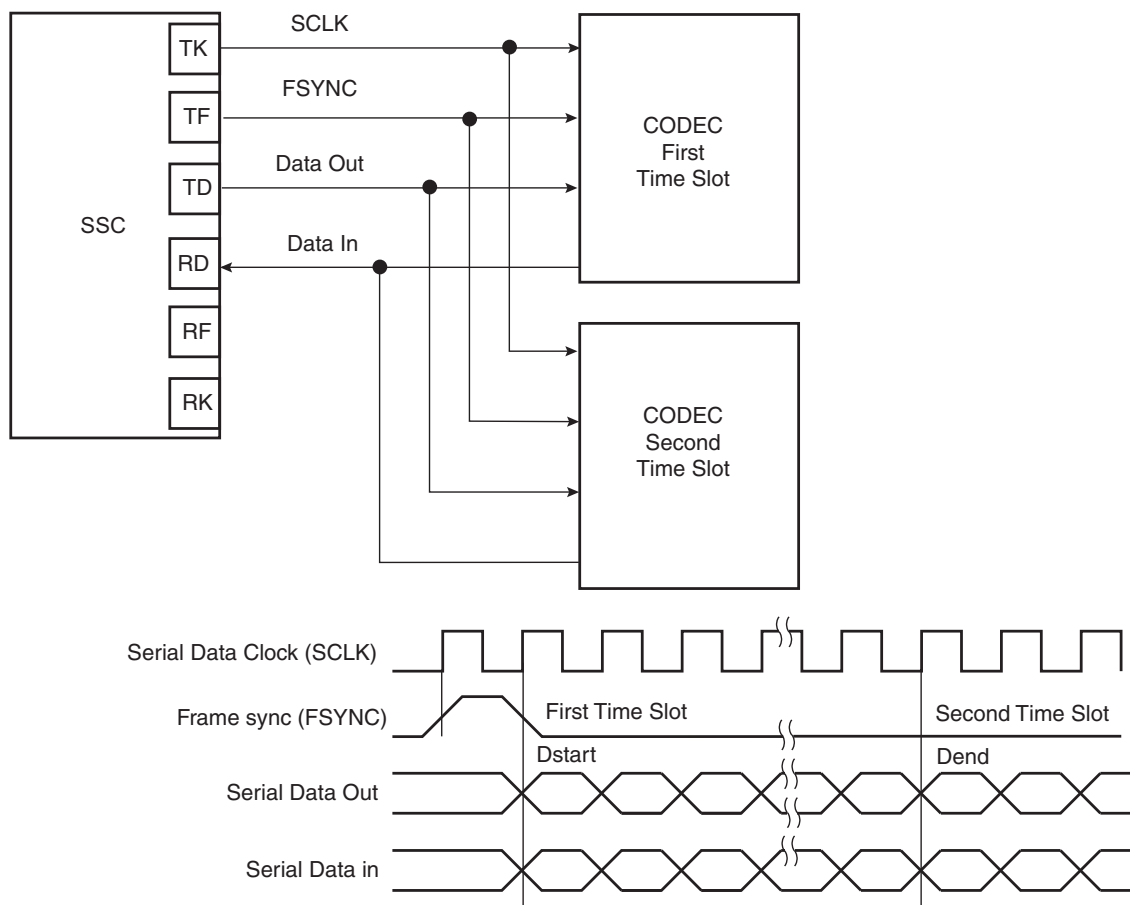 SSC
TK
TF
TD
RD
RF
RK
SCLK
FSYNC
Data Out
Data In
CODEC
First
Time Slot
CODEC
Second
Time Slot
Serial Data Clock (SCLK)
Frame sync (FSYNC)
First Time Slot
Second Time Slot
Dstart
Dend
Serial Data Out
Serial Data in